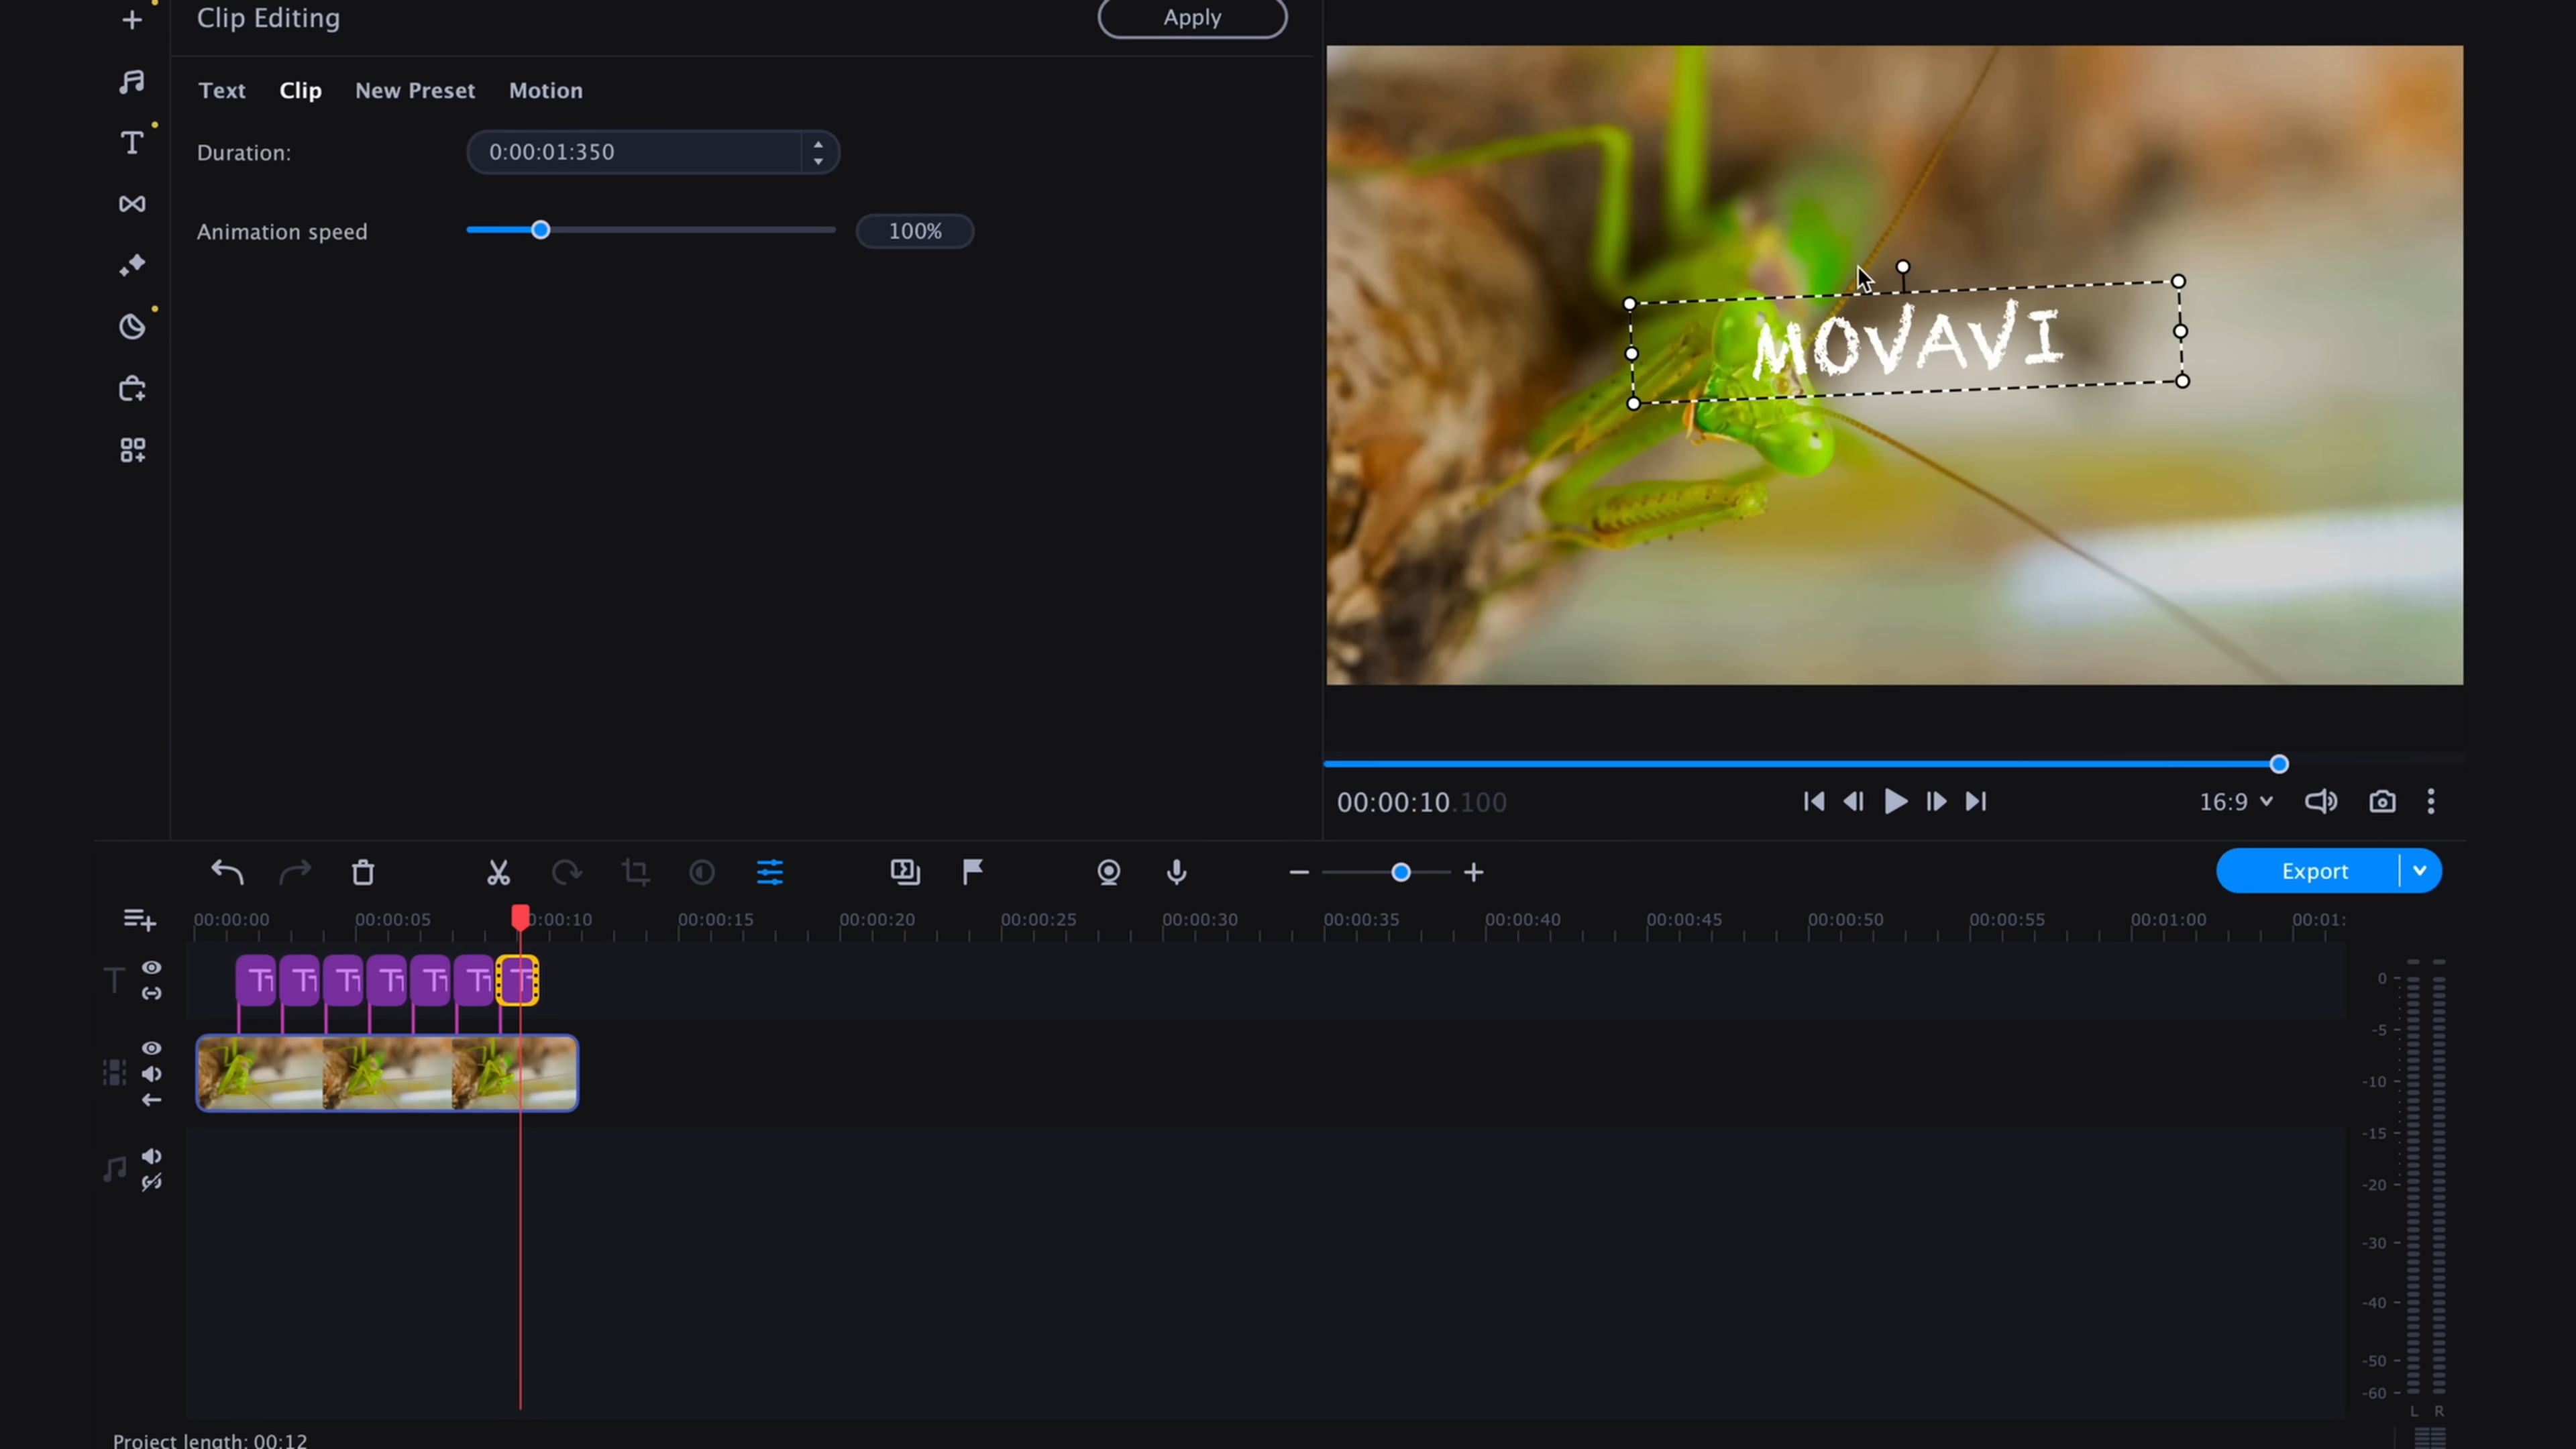 Clip Editing
Apply
Text Clip New Preset Motion
Duration: 0:00:01:350
Animation speed 100%
MOVAVI
00:00:10.100
16:9
Export
00:00:00 00:00:05 0:00:10 00:00:15 00:00:20 00:00:25 00:00:30 00:00:35 00:00:40 00:00:45 00:00:50 00:00:55 00:01:00 00:01:
0
-5
-10
-15
-20
-30
-40
-50
-60
L R
Project length: 00:12